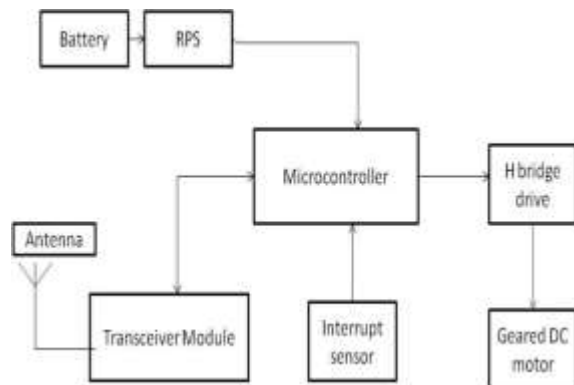 Battery
RPS
Microcontroller
H bridge
drive
Antenna
Transceiver Module
Interrupt
sensor
Geared DC
motor